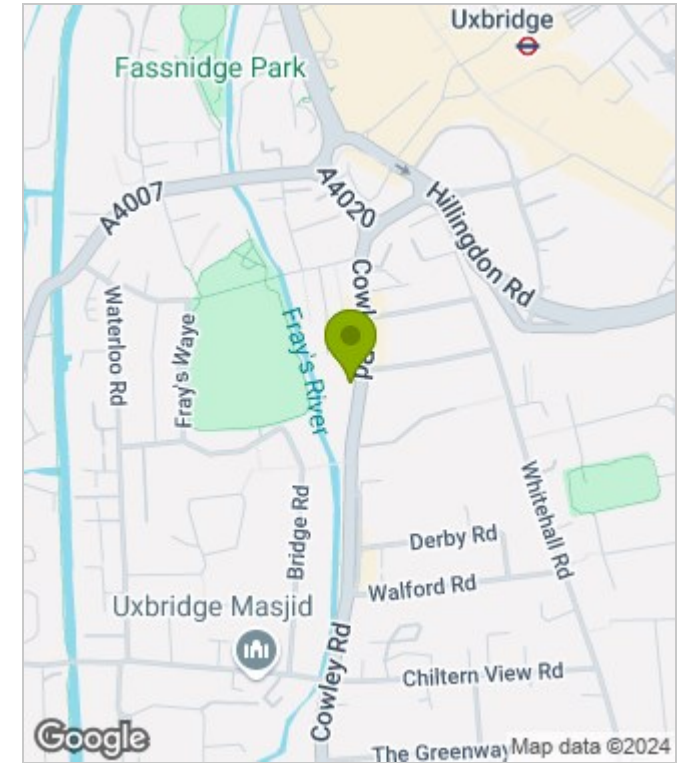 Uxbridge
Fassnidge Park
A4007
A4020
Hillingdon Rd
Cowley Rd
Waterloo Rd
Fray's Waye
Fray's River
Bridge Rd
Whitehall Rd
Derby Rd
Walford Rd
Uxbridge Masjid
Cowley Rd
Chiltern View Rd
The Greenway
Google
Map data ©2024